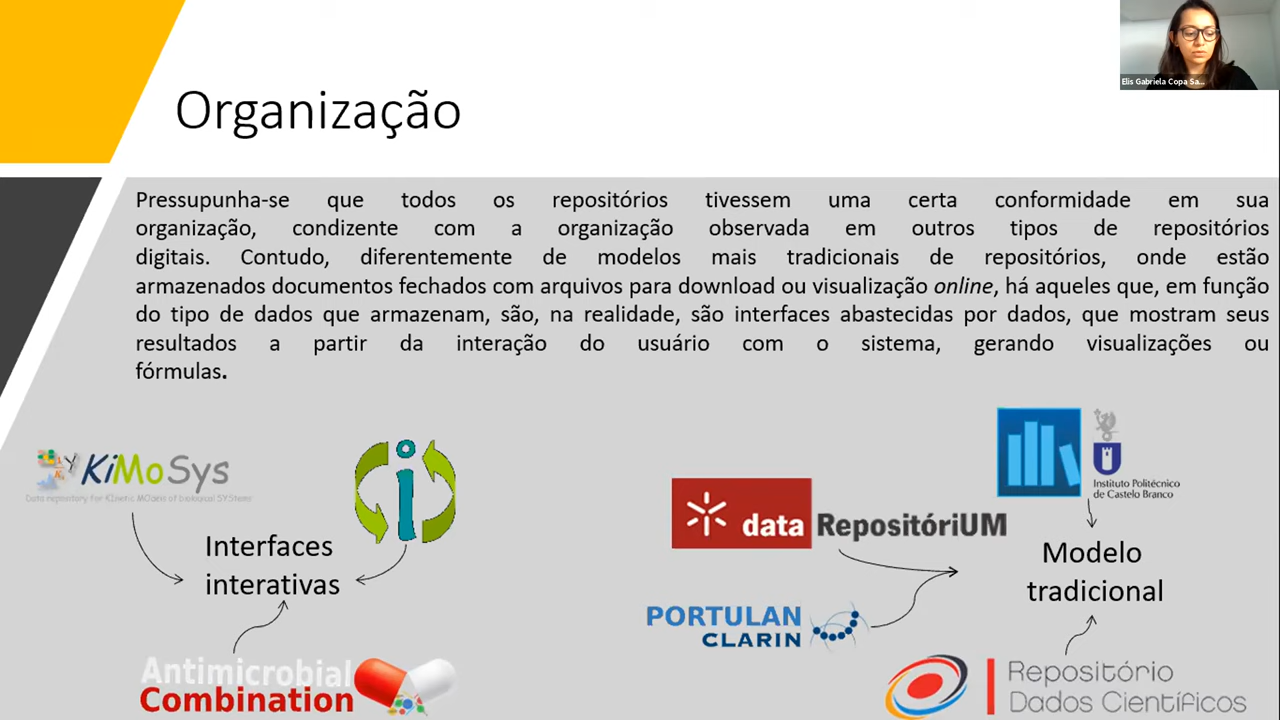 Elis Gabriela Copa Sa...
Organização
Pressupunha-se que todos os repositórios tivessem uma certa conformidade em sua
organização, condizente com a organização observada em outros tipos de repositórios
digitais. Contudo, diferentemente de modelos mais tradicionais de repositórios, onde estão
armazenados documentos fechados com arquivos para download ou visualização online, há aqueles que, em função
do tipo de dados que armazenam, são, na realidade, são interfaces abastecidas por dados, que mostram seus
resultados a partir da interação do usuário com o sistema, gerando visualizações ou
fórmulas.
KiMoSys
Data repository for KInetic MOdels of biological SYStems
Interfaces
interativas
Antimicrobial
Combination
data RepositóriUM
PORTULAN
CLARIN
Instituto Politécnico
de Castelo Branco
Modelo
tradicional
Repositório
Dados Científicos